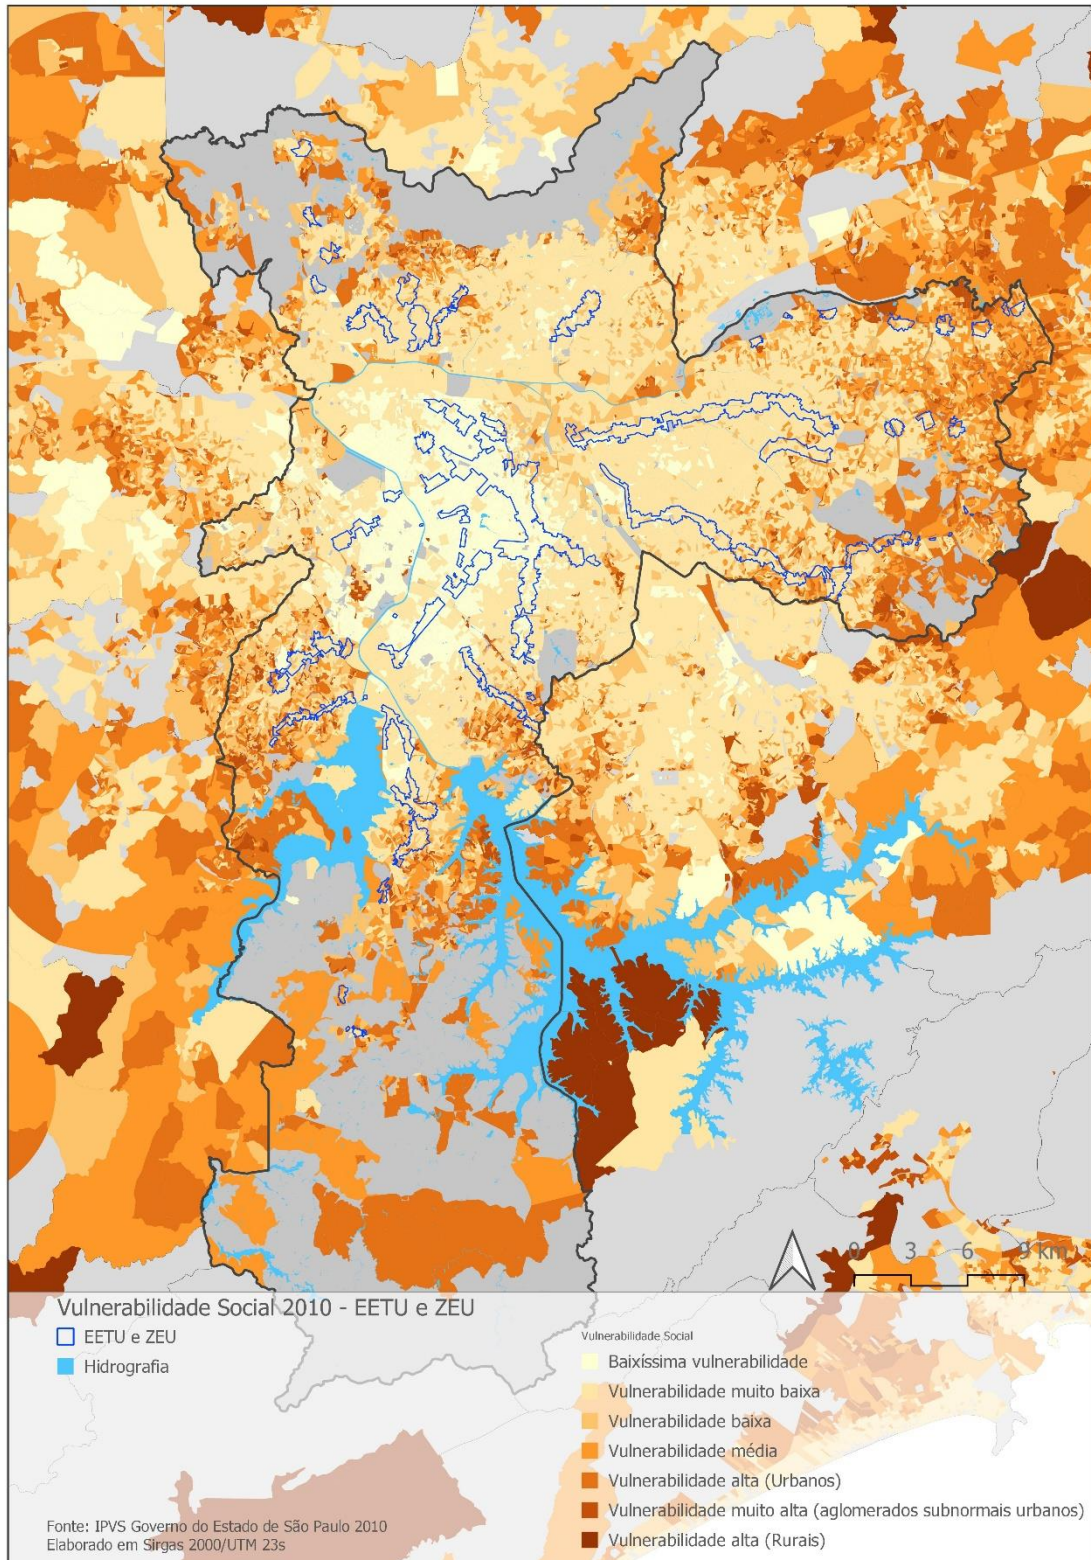 0 3 6 9 km
Vulnerabilidade Social 2010 - EETU e ZEU
EETU e ZEU
Hidrografia
Vulnerabilidade Social
Baixíssima vulnerabilidade
Vulnerabilidade muito baixa
Vulnerabilidade baixa
Vulnerabilidade média
Vulnerabilidade alta (Urbanos)
Vulnerabilidade muito alta (aglomerados subnormais urbanos)
Vulnerabilidade alta (Rurais)
Fonte: IPVS Governo do Estado de São Paulo 2010
Elaborado em Sirgas 2000/UTM 23s